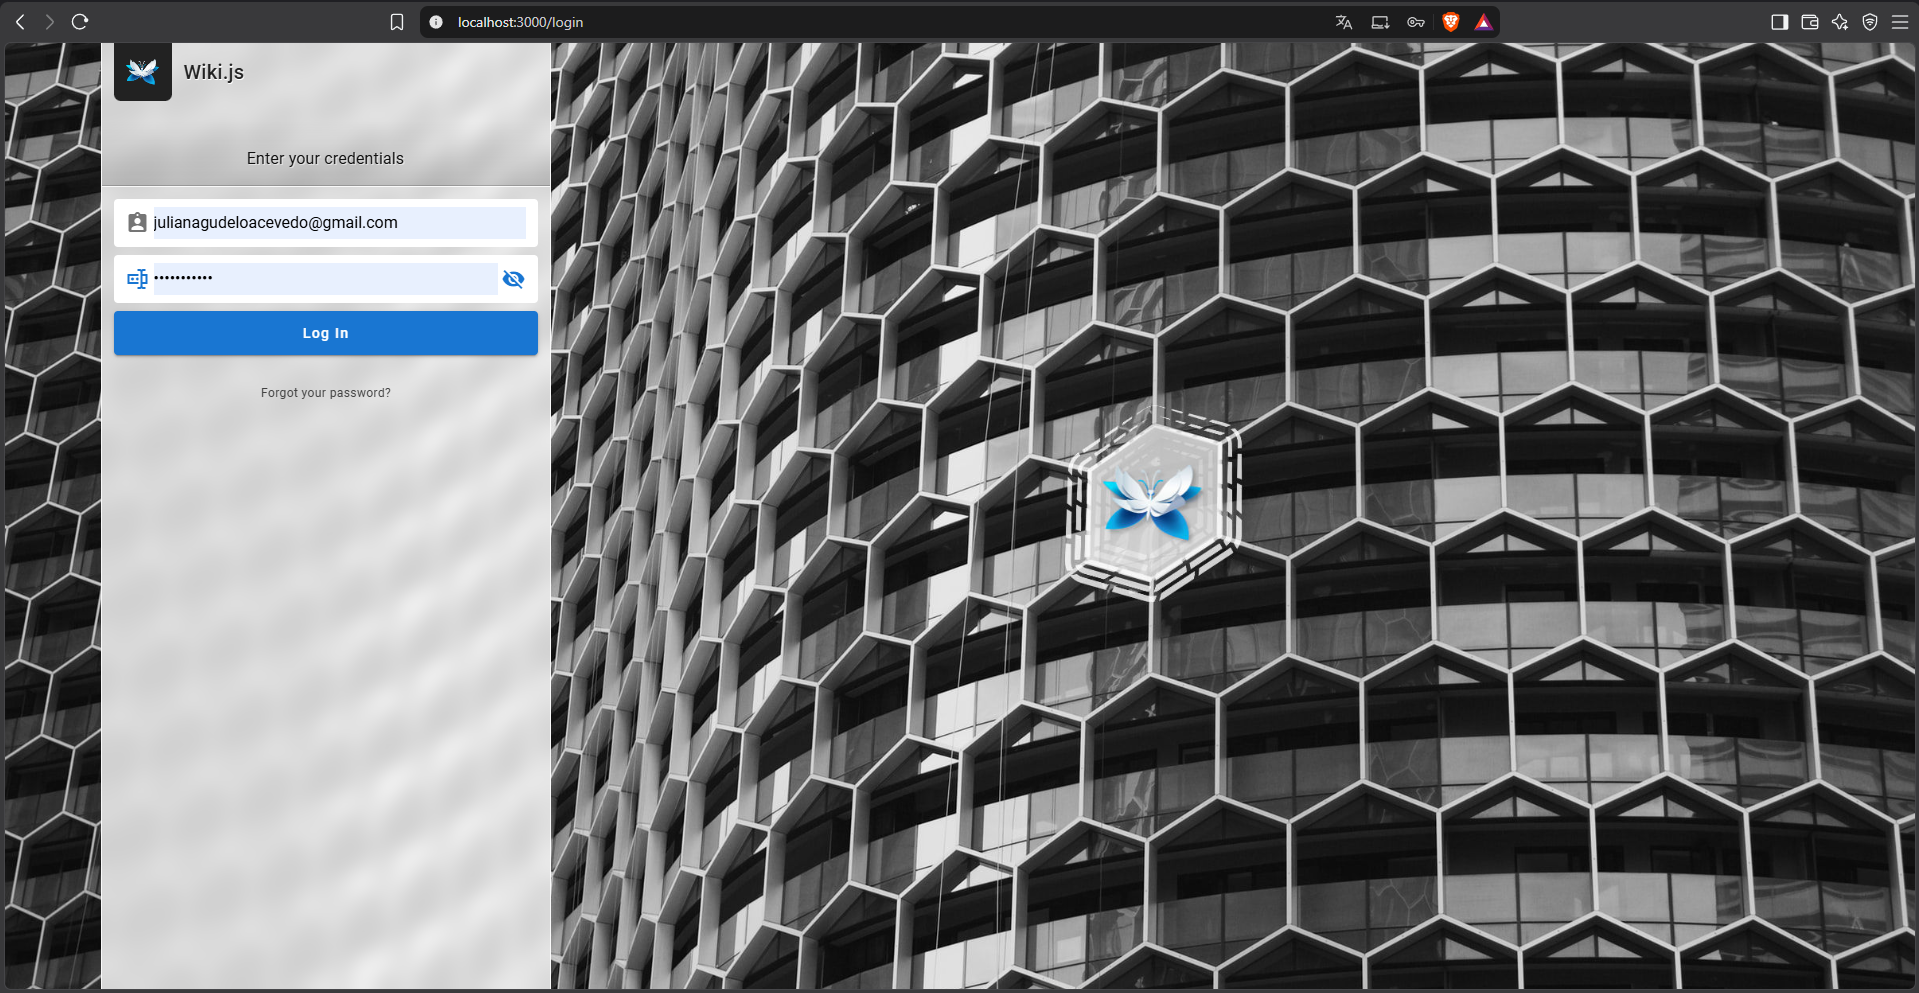 localhost:3000/login
Wiki.js
Enter your credentials
julianagudeloacevedo@gmail.com
•••••••••••
Log In
Forgot your password?